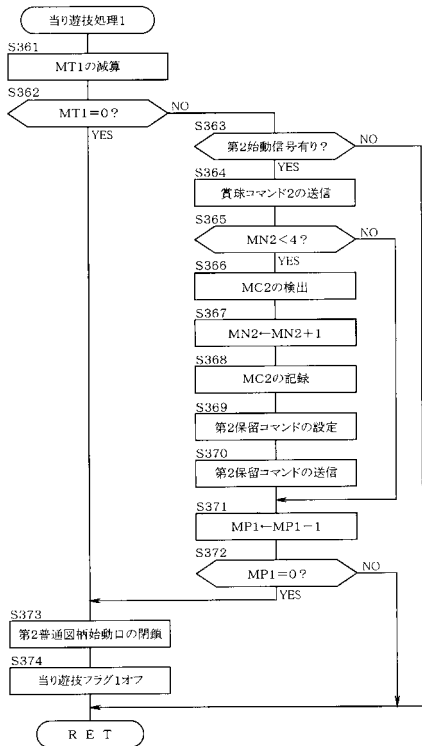 当り遊技処理1
S361
MT1の減算
S362
MT1=0?
NO
YES
S363
第2始動信号有り?
NO
YES
S364
賞球コマンド2の送信
S365
MN2<4?
NO
YES
S366
MC2の検出
S367
MN2←MN2+1
S368
MC2の記録
S369
第2保留コマンドの設定
S370
第2保留コマンドの送信
S371
MP1←MP1-1
S372
MP1=0?
NO
YES
S373
第2普通図柄始動口の閉鎖
S374
当り遊技フラグ1オフ
RET